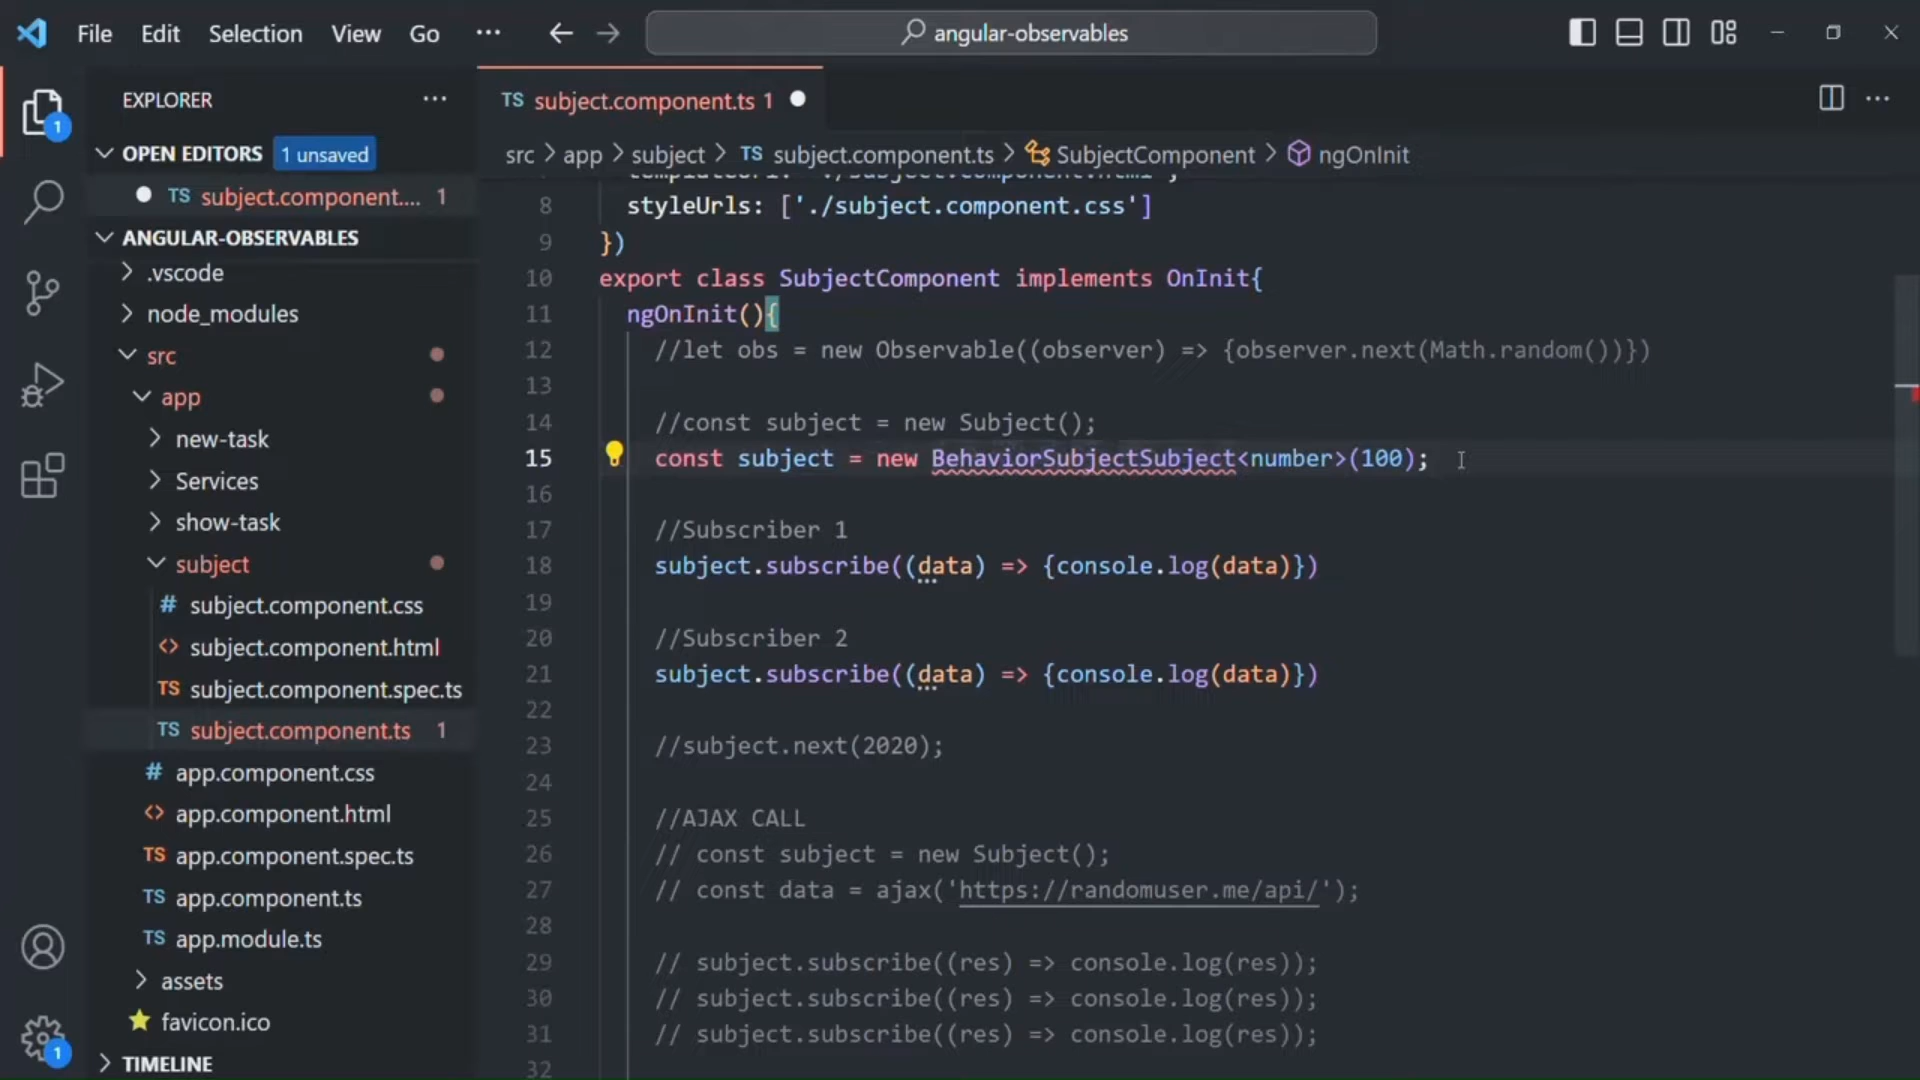 File Edit Selection View Go ··· angular-observables
EXPLORER ···
OPEN EDITORS 1 unsaved
TS subject.component.... 1
ANGULAR-OBSERVABLES
.vscode
node_modules
src
app
new-task
Services
show-task
subject
# subject.component.css
<> subject.component.html
TS subject.component.spec.ts
TS subject.component.ts 1
# app.component.css
<> app.component.html
TS app.component.spec.ts
TS app.component.ts
TS app.module.ts
assets
favicon.ico
TIMELINE
1
1
TS subject.component.ts 1
src > app > subject > TS subject.component.ts > SubjectComponent > ngOnInit
templateUrl: './subject.component.html',
8 styleUrls: ['./subject.component.css']
9 })
10 export class SubjectComponent implements OnInit{
11 ngOnInit(){
12 //let obs = new Observable((observer) => {observer.next(Math.random())})
13
14 //const subject = new Subject();
15 const subject = new BehaviorSubjectSubject<number>(100);
16
17 //Subscriber 1
18 subject.subscribe((data) => {console.log(data)})
19
20 //Subscriber 2
21 subject.subscribe((data) => {console.log(data)})
22
23 //subject.next(2020);
24
25 //AJAX CALL
26 // const subject = new Subject();
27 // const data = ajax('https://randomuser.me/api/');
28
29 // subject.subscribe((res) => console.log(res));
30 // subject.subscribe((res) => console.log(res));
31 // subject.subscribe((res) => console.log(res));
32